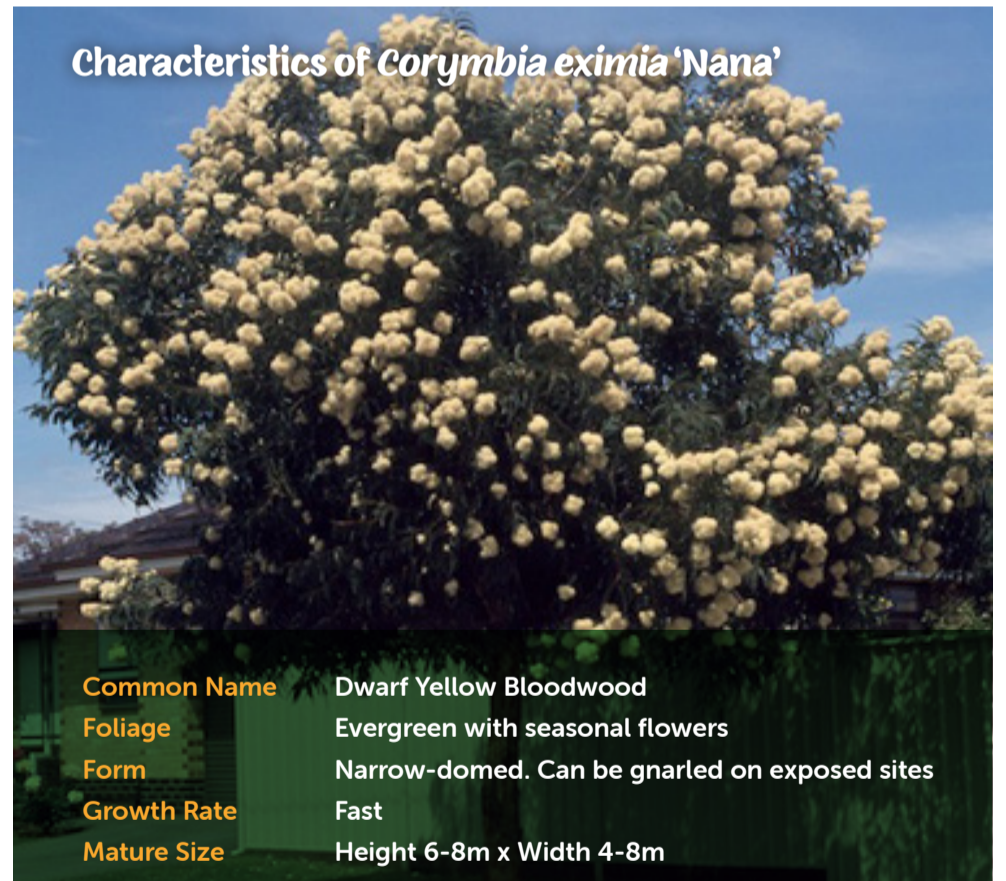 Characteristics of Corymbia eximia ‘Nana’
Common Name Dwarf Yellow Bloodwood
Foliage Evergreen with seasonal flowers
Form Narrow-domed. Can be gnarled on exposed sites
Growth Rate Fast
Mature Size Height 6-8m x Width 4-8m